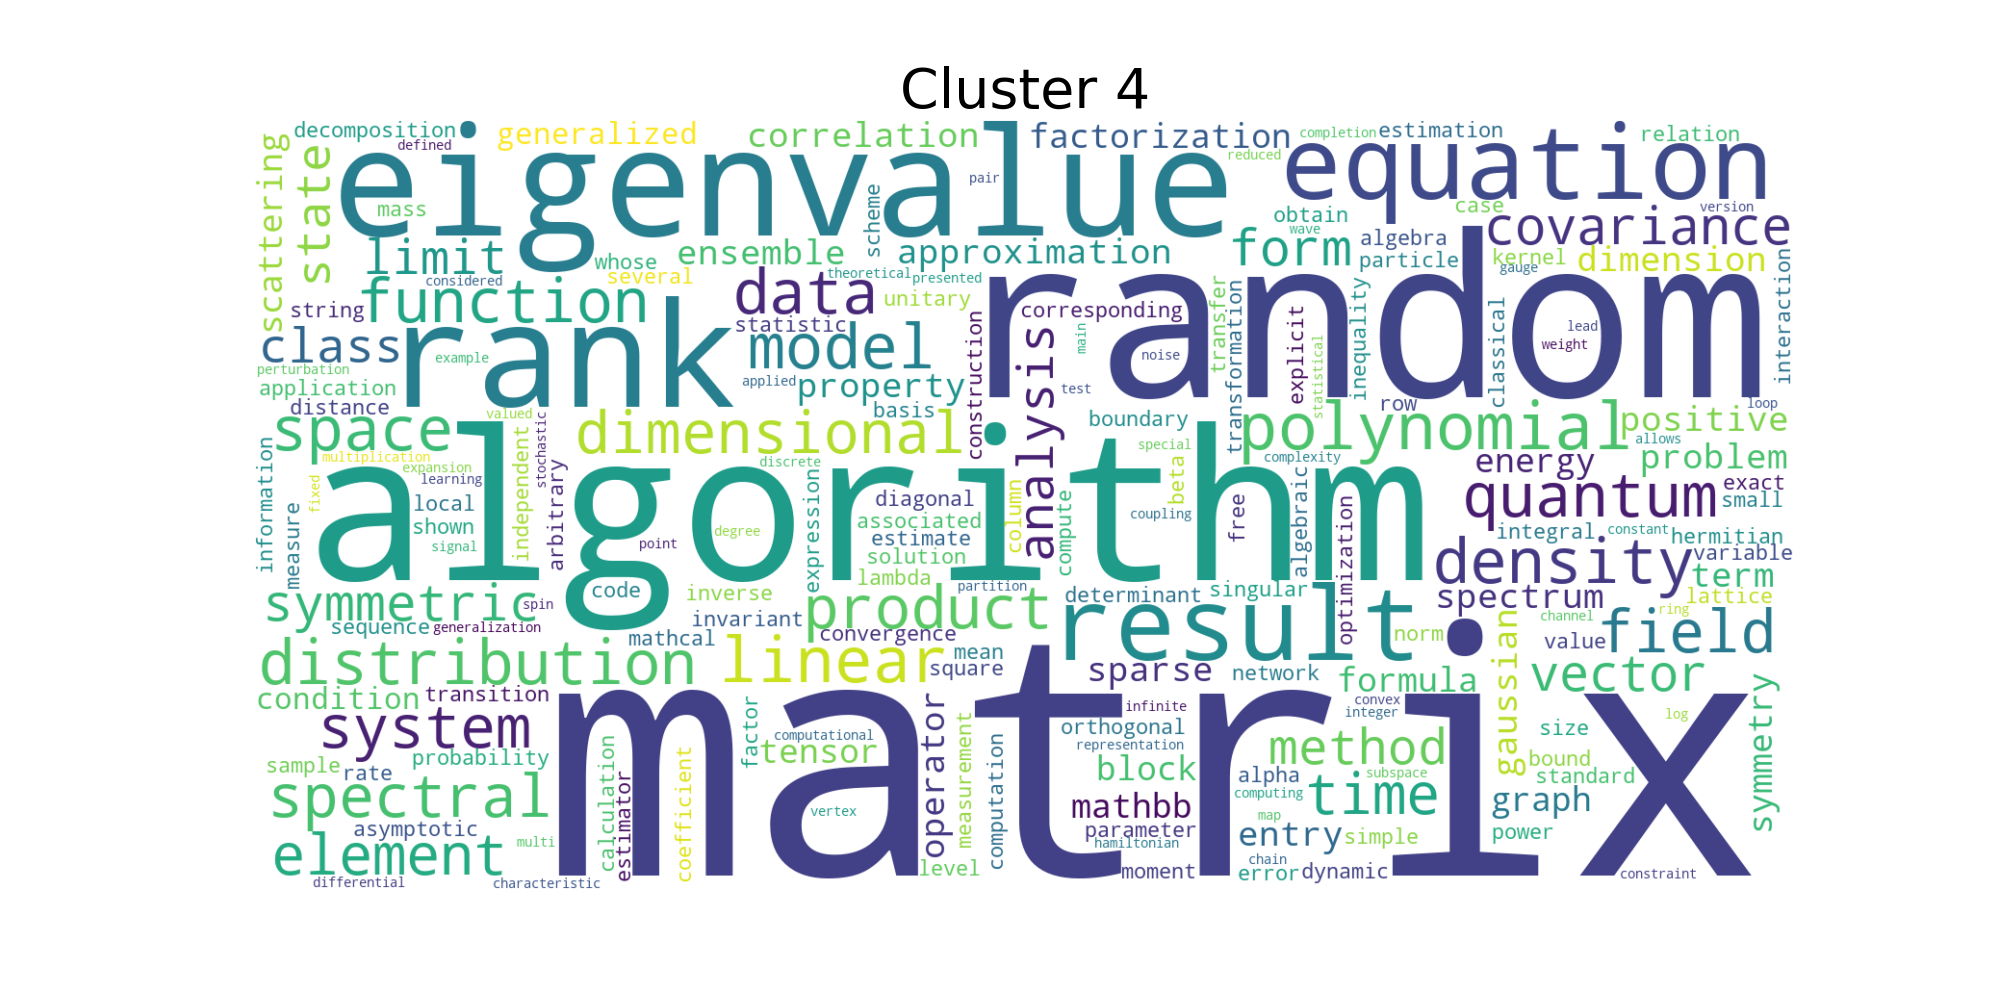 Cluster 4
decomposition
defined
generalized
correlation
factorization
completion
estimation
relation
scattering
state
eigenvalue
pair
reduced
equation
mass
scheme
obtain
case
version
covariance
limit
whose
ensemble
approximation
form
wave
algebra
particle
kernel
dimension
gauge
considered
several
theoretical
presented
function
data
unitary
random
string
statistic
corresponding
transfer
transformation
explicit
inequality
classical
interaction
class
rank
model
construction
analysis
main
noise
statistical
lead
weight
example
perturbation
application
applied
property
test
distance
valued
basis
boundary
row
loop
space
stochastic
dimensional
polynomial
positive
allows
multiplication
expansion
learning
discrete
special
complexity
energy
problem
information
measure
fixed
local
shown
signal
independent
arbitrary
algorithm
degree
point
expression
diagonal
associated
estimate
solution
lambda
column
compute
beta
coupling
free
algebraic
optimization
quantum
exact
small
integral
constant
hermitian
density
variable
term
symmetric
spin
code
inverse
product
partition
determinant
singular
spectrum
lattice
ring
sequence
generalization
mathcal
invariant
convergence
result
norm
gaussian
channel
value
field
distribution
linear
mean
square
sparse
network
formula
vector
condition
transition
matrix
infinite
convex
integer
symmetry
system
factor
computational
operator
orthogonal
representation
method
size
log
probability
tensor
measurement
computation
block
alpha
subspace
bound
standard
sample
rate
calculation
estimator
coefficient
spectral
vertex
mathbb
computing
time
graph
asymptotic
multi
parameter
map
entry
simple
power
element
hamiltonian
chain
differential
characteristic
level
moment
error
dynamic
constraint